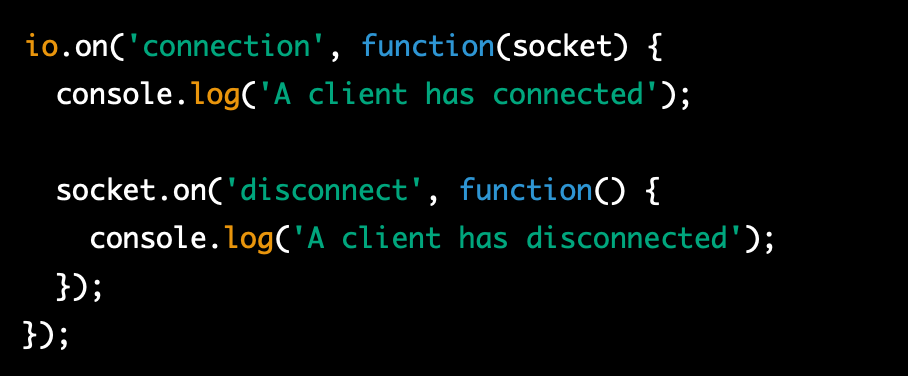 io.on('connection', function(socket) {
  console.log('A client has connected');

  socket.on('disconnect', function() {
    console.log('A client has disconnected');
  });
});